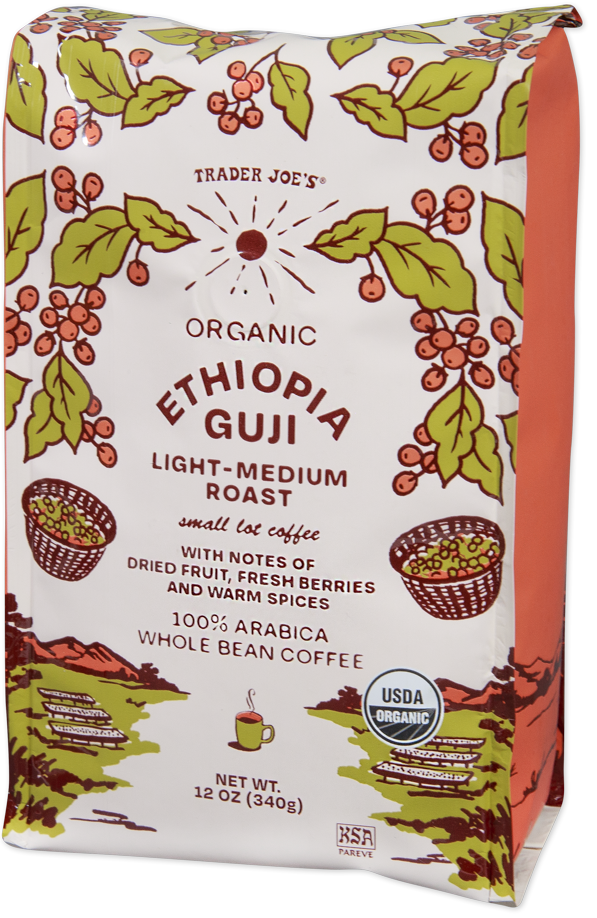 TRADER JOE'S®
ORGANIC
ETHIOPIA
GUJI
LIGHT-MEDIUM
ROAST
small lot coffee
WITH NOTES OF
DRIED FRUIT, FRESH BERRIES
AND WARM SPICES
100% ARABICA
WHOLE BEAN COFFEE
USDA
ORGANIC
NET WT.
12 OZ (340g)
KSA
PAREVE